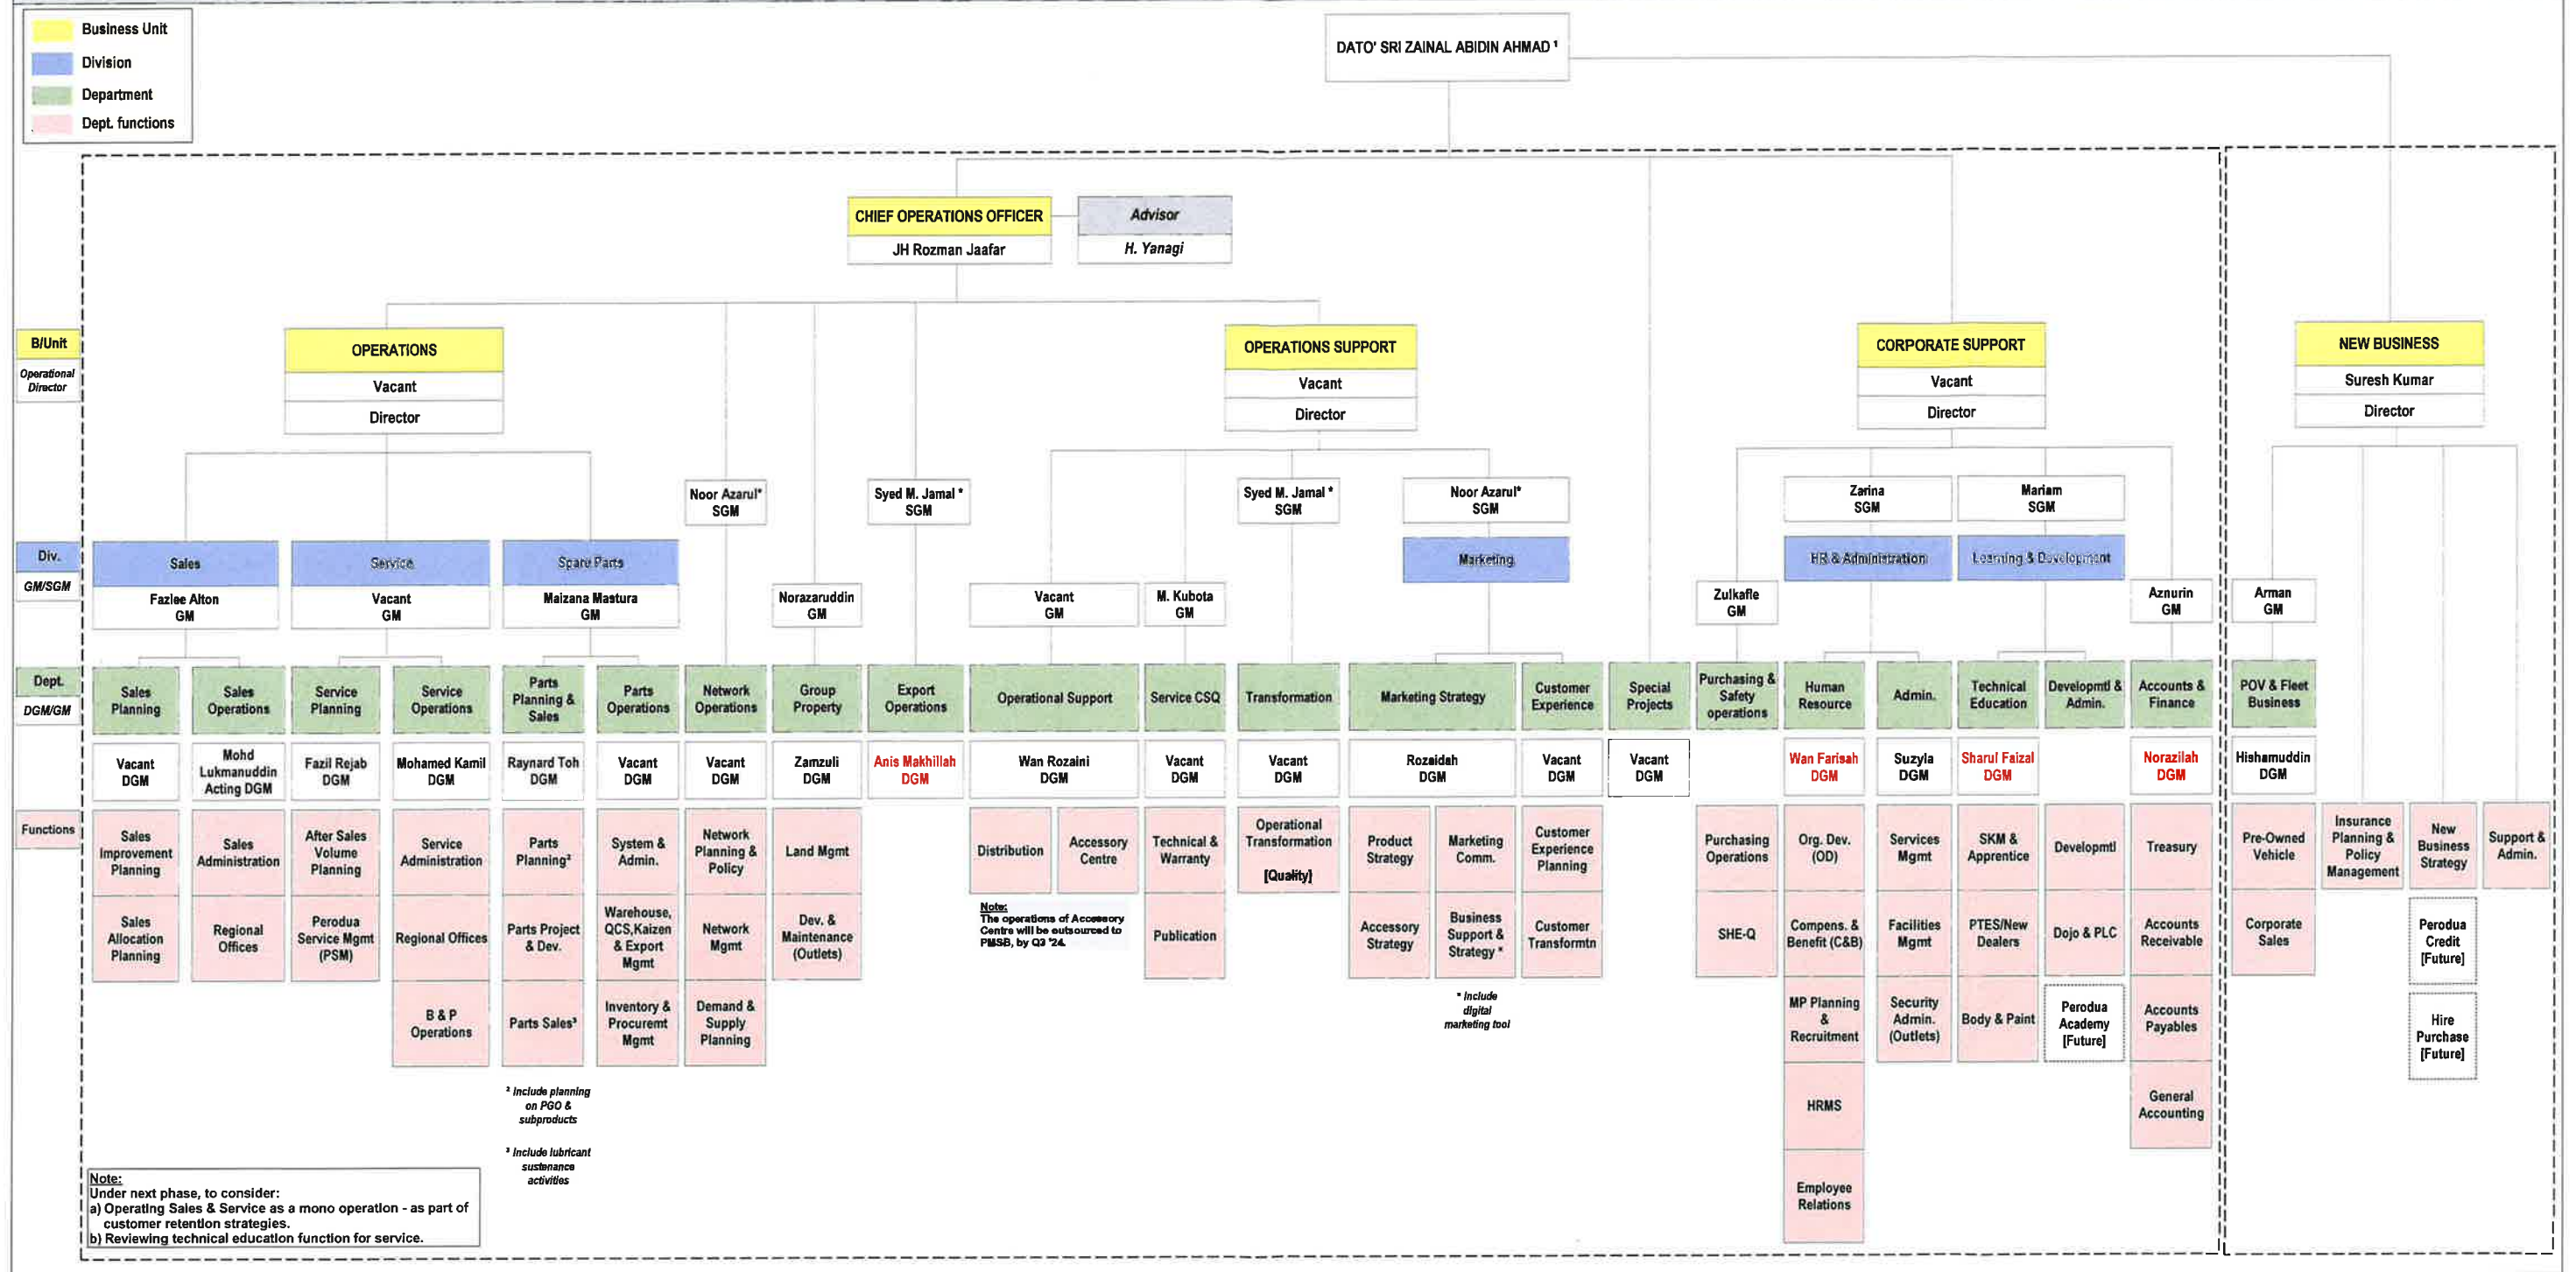 Business Unit
Division
Department
Dept. functions
DATO' SRI ZAINAL ABIDIN AHMAD ¹
CHIEF OPERATIONS OFFICER
JH Rozman Jaafar
Advisor
H. Yanagi
B/Unit
Operational
Director
OPERATIONS
Vacant
Director
OPERATIONS SUPPORT
Vacant
Director
CORPORATE SUPPORT
Vacant
Director
NEW BUSINESS
Suresh Kumar
Director
Noor Azarul*
SGM
Syed M. Jamal *
SGM
Syed M. Jamal *
SGM
Noor Azarul*
SGM
Zarina
SGM
Mariam
SGM
Div.
GM/SGM
Sales
Fazlee Alton
GM
Service
Vacant
GM
Spare Parts
Maizana Mastura
GM
Norazaruddin
GM
Vacant
GM
M. Kubota
GM
Marketing
Zulkafle
GM
HR & Administration
Learning & Development
Aznurin
GM
Arman
GM
Dept.
DGM/GM
Sales
Planning
Sales
Operations
Service
Planning
Service
Operations
Parts
Planning &
Sales
Parts
Operations
Network
Operations
Group
Property
Export
Operations
Operational Support
Service CSQ
Transformation
Marketing Strategy
Customer
Experience
Special
Projects
Purchasing &
Safety
operations
Human
Resource
Admin.
Technical
Education
Developmtl &
Admin.
Accounts &
Finance
POV & Fleet
Business
Vacant
DGM
Mohd
Lukmanuddin
Acting DGM
Fazil Rejab
DGM
Mohamed Kamil
DGM
Raynard Toh
DGM
Vacant
DGM
Vacant
DGM
Zamzuli
DGM
Anis Makhillah
DGM
Wan Rozaini
DGM
Vacant
DGM
Vacant
DGM
Rozaidah
DGM
Vacant
DGM
Vacant
DGM
Wan Farisah
DGM
Suzyla
DGM
Sharul Faizal
DGM
Norazilah
DGM
Hishamuddin
DGM
Functions
Sales
Improvement
Planning
Sales
Administration
After Sales
Volume
Planning
Service
Administration
Parts
Planning²
System &
Admin.
Network
Planning &
Policy
Land Mgmt
Distribution
Accessory
Centre
Technical &
Warranty
Operational
Transformation
[Quality]
Product
Strategy
Marketing
Comm.
Customer
Experience
Planning
Purchasing
Operations
Org. Dev.
(OD)
Services
Mgmt
SKM &
Apprentice
Developmtl
Treasury
Pre-Owned
Vehicle
Insurance
Planning &
Policy
Management
New
Business
Strategy
Support &
Admin.
Sales
Allocation
Planning
Regional
Offices
Perodua
Service Mgmt
(PSM)
Regional Offices
Parts Project
& Dev.
Warehouse,
QCS,Kaizen
& Export
Mgmt
Network
Mgmt
Dev. &
Maintenance
(Outlets)
Note:
The operations of Accessory
Centre will be outsourced to
PMSB, by Q3 '24.
Publication
Accessory
Strategy
Business
Support &
Strategy *
Customer
Transformtn
SHE-Q
Compens. &
Benefit (C&B)
Facilities
Mgmt
PTES/New
Dealers
Dojo & PLC
Accounts
Receivable
Corporate
Sales
Perodua
Credit
[Future]
B & P
Operations
Parts Sales³
Inventory &
Procuremt
Mgmt
Demand &
Supply
Planning
* Include
digital
marketing tool
MP Planning
&
Recruitment
Security
Admin.
(Outlets)
Body & Paint
Perodua
Academy
[Future]
Accounts
Payables
Hire
Purchase
[Future]
² Include planning
on PGO &
subproducts
³ Include lubricant
sustenance
activities
HRMS
General
Accounting
Employee
Relations
Note:
Under next phase, to consider:
a) Operating Sales & Service as a mono operation - as part of
customer retention strategies.
b) Reviewing technical education function for service.